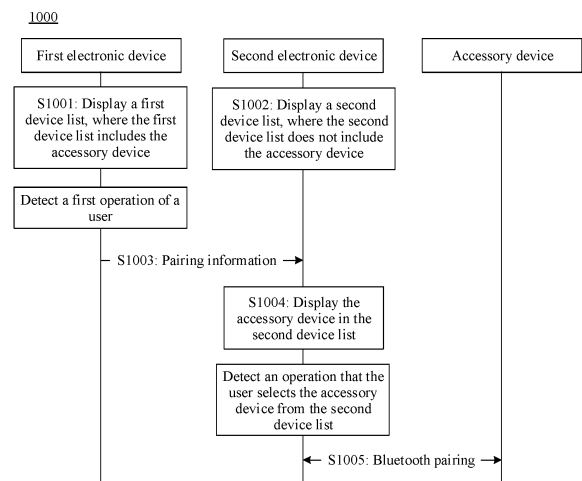 1000
First electronic device
Second electronic device
Accessory device
S1001: Display a first
device list, where the first
device list includes the
accessory device
S1002: Display a second
device list, where the second
device list does not include
the accessory device
Detect a first operation of a
user
S1003: Pairing information
S1004: Display the
accessory device in the
second device list
Detect an operation that the
user selects the accessory
device from the second
device list
S1005: Bluetooth pairing